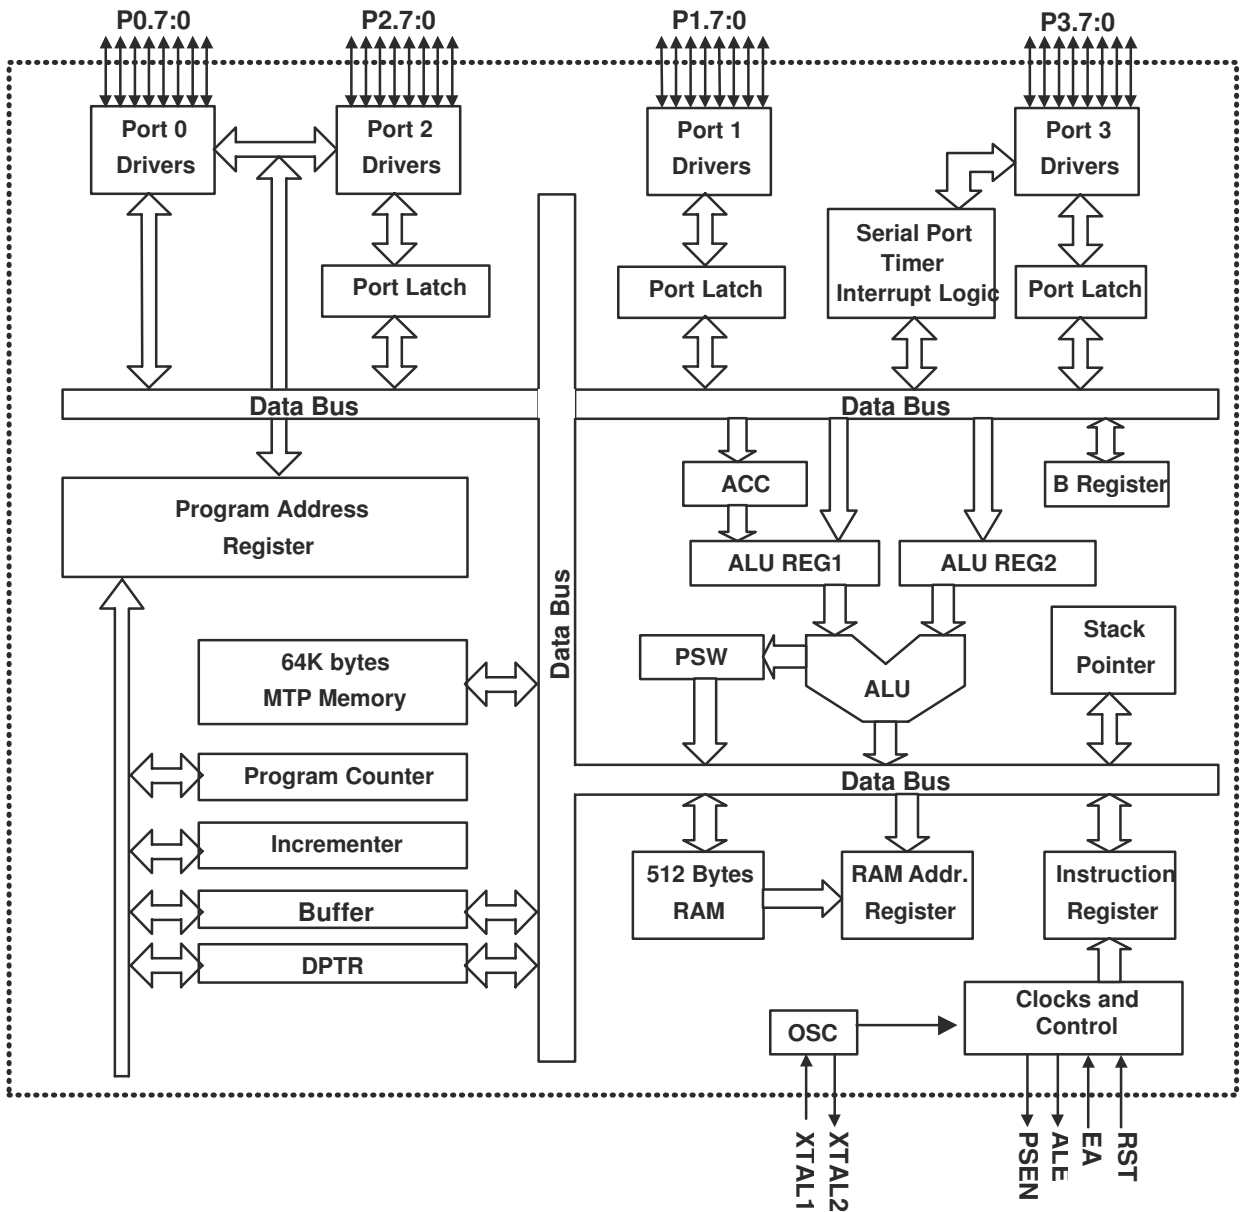 P0.7:0
P2.7:0
P1.7:0
P3.7:0
Port 0
Drivers
Port 2
Drivers
Port 1
Drivers
Port 3
Drivers
Serial Port
Timer
Interrupt Logic
Port Latch
Port Latch
Port Latch
Data Bus
Data Bus
ACC
B Register
Program Address
Register
ALU REG1
ALU REG2
Data Bus
Stack
Pointer
64K bytes
MTP Memory
PSW
ALU
Program Counter
Data Bus
Incrementer
512 Bytes
RAM
RAM Addr.
Register
Instruction
Register
Buffer
DPTR
OSC
Clocks and
Control
XTAL1
XTAL2
PSEN
ALE
EA
RST